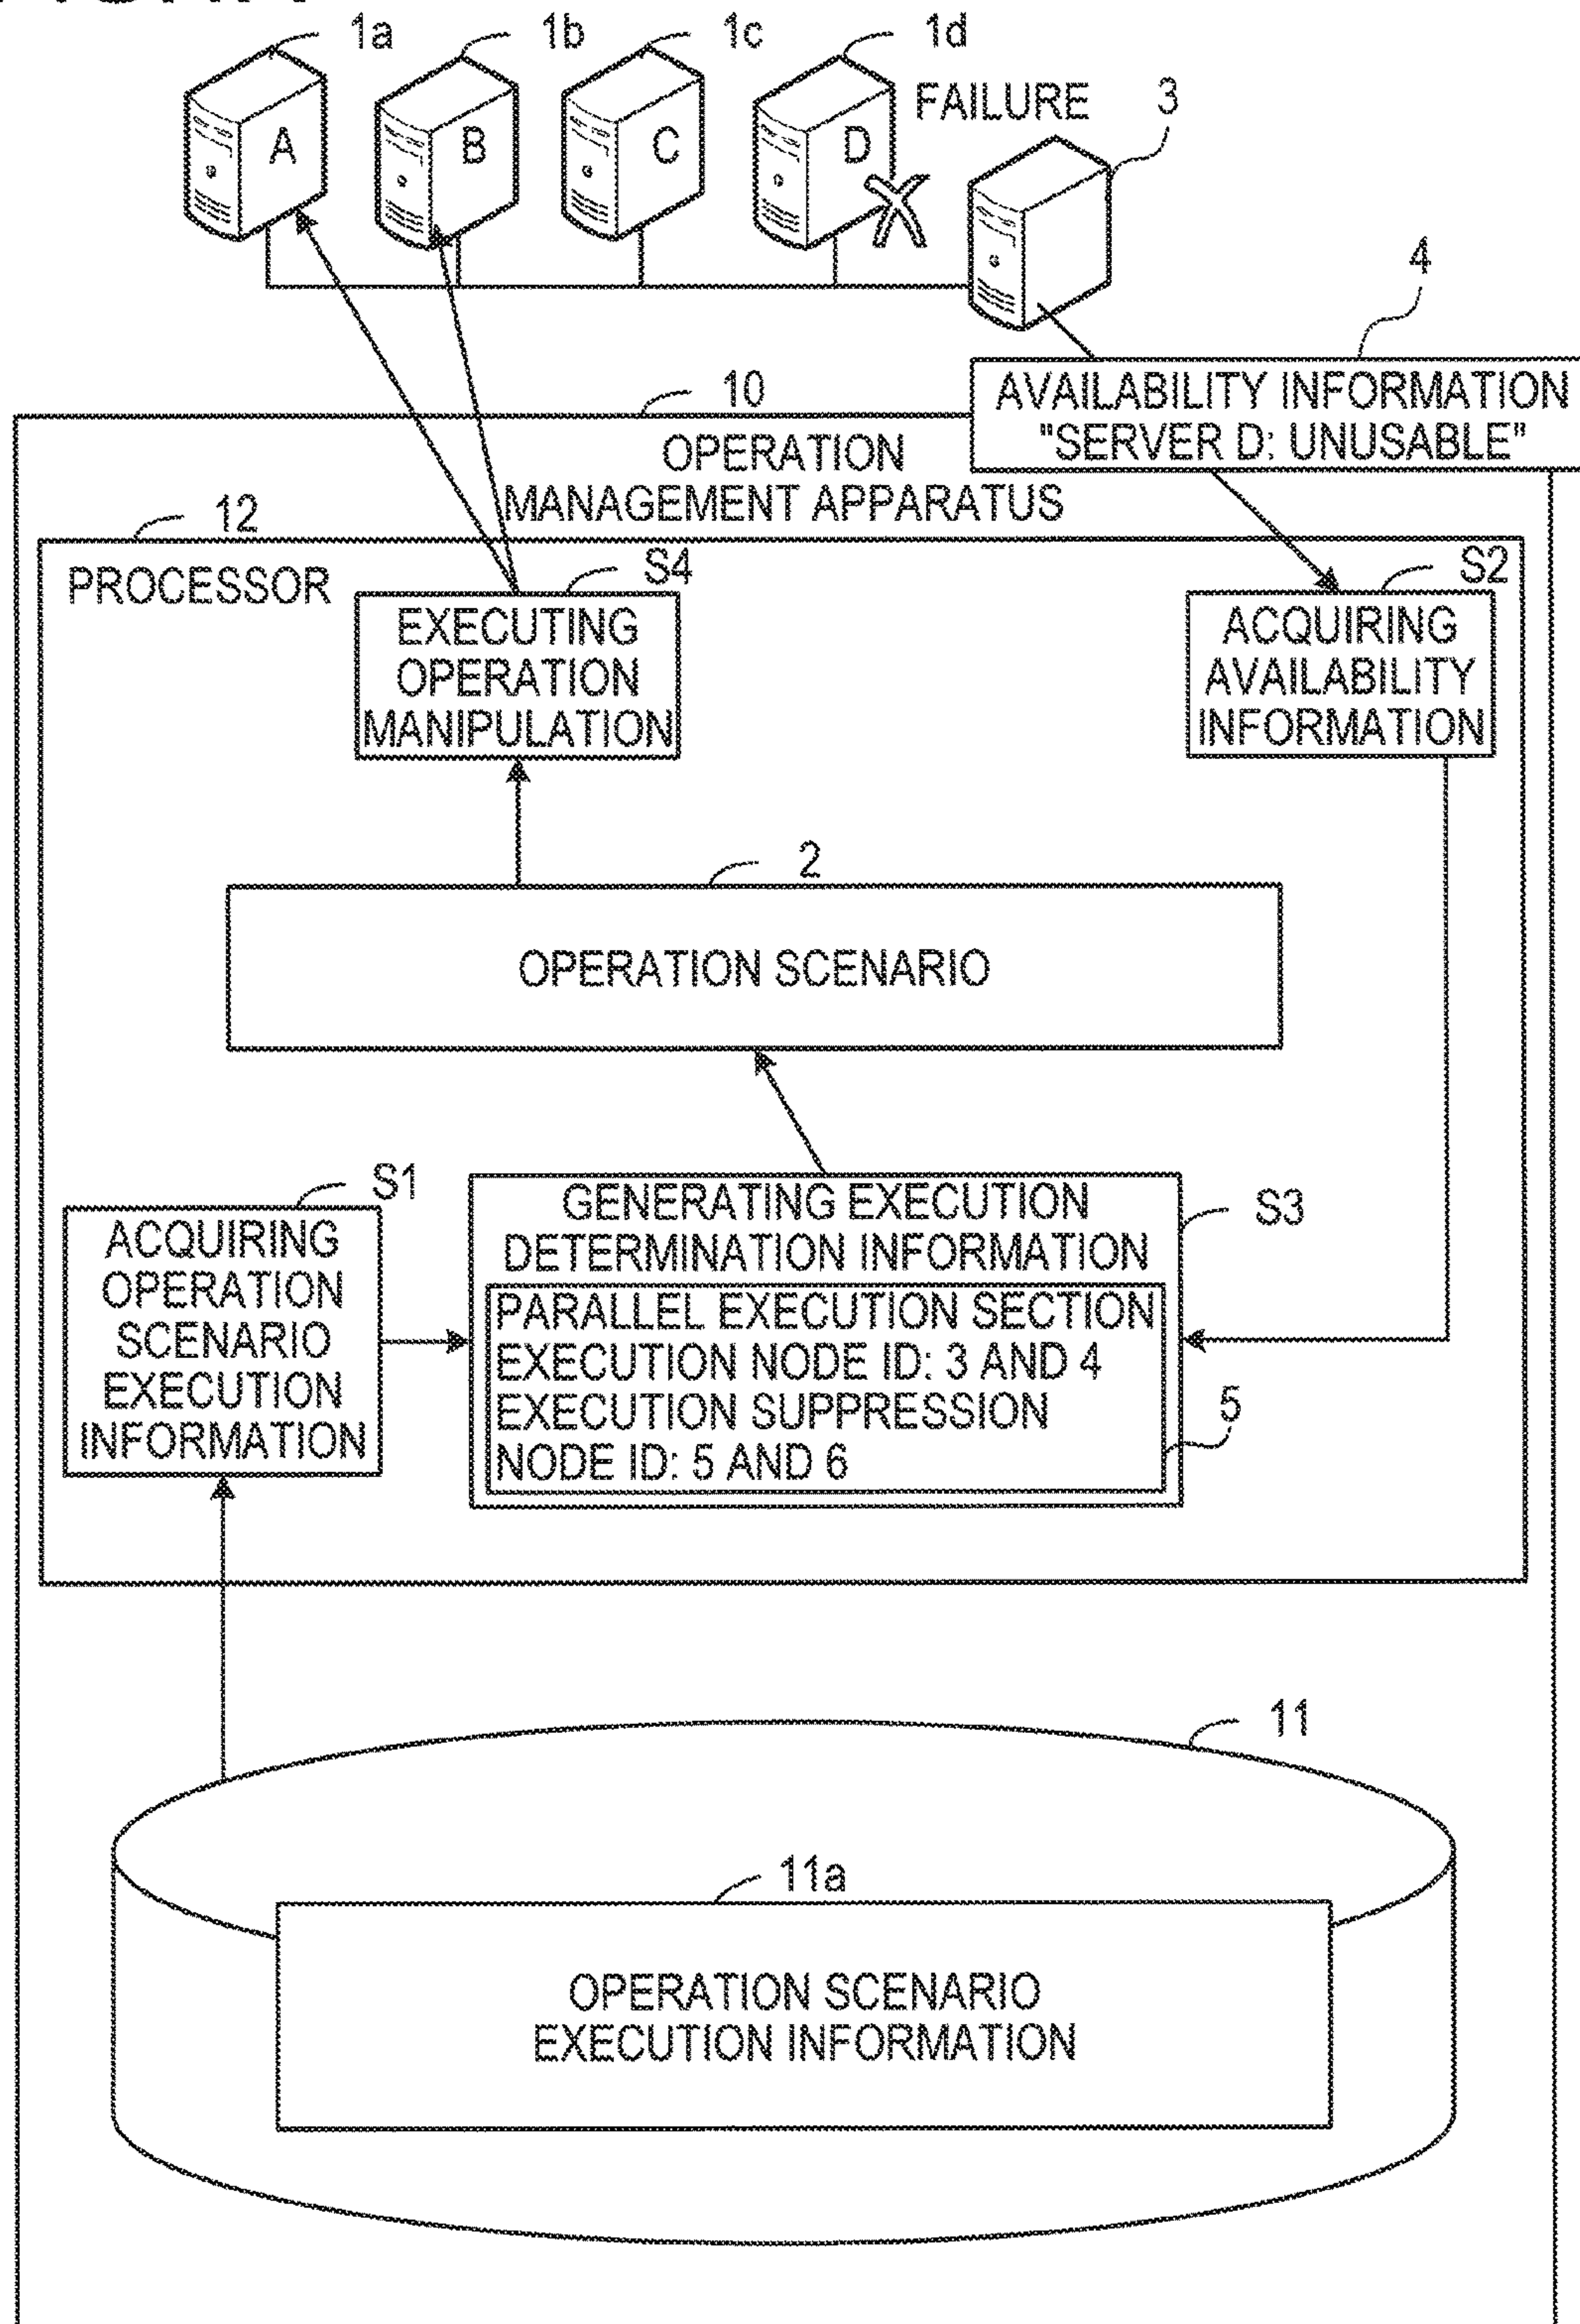 1a
1b
1c
1d
FAILURE
3
A
B
C
D
4
10
AVAILABILITY INFORMATION
"SERVER D: UNUSABLE"
OPERATION
MANAGEMENT APPARATUS
12
PROCESSOR
S4
S2
EXECUTING
OPERATION
MANIPULATION
ACQUIRING
AVAILABILITY
INFORMATION
2
OPERATION SCENARIO
S1
ACQUIRING
OPERATION
SCENARIO
EXECUTION
INFORMATION
GENERATING EXECUTION
DETERMINATION INFORMATION
S3
PARALLEL EXECUTION SECTION
EXECUTION NODE ID: 3 AND 4
EXECUTION SUPPRESSION
NODE ID: 5 AND 6
5
11
11a
OPERATION SCENARIO
EXECUTION INFORMATION